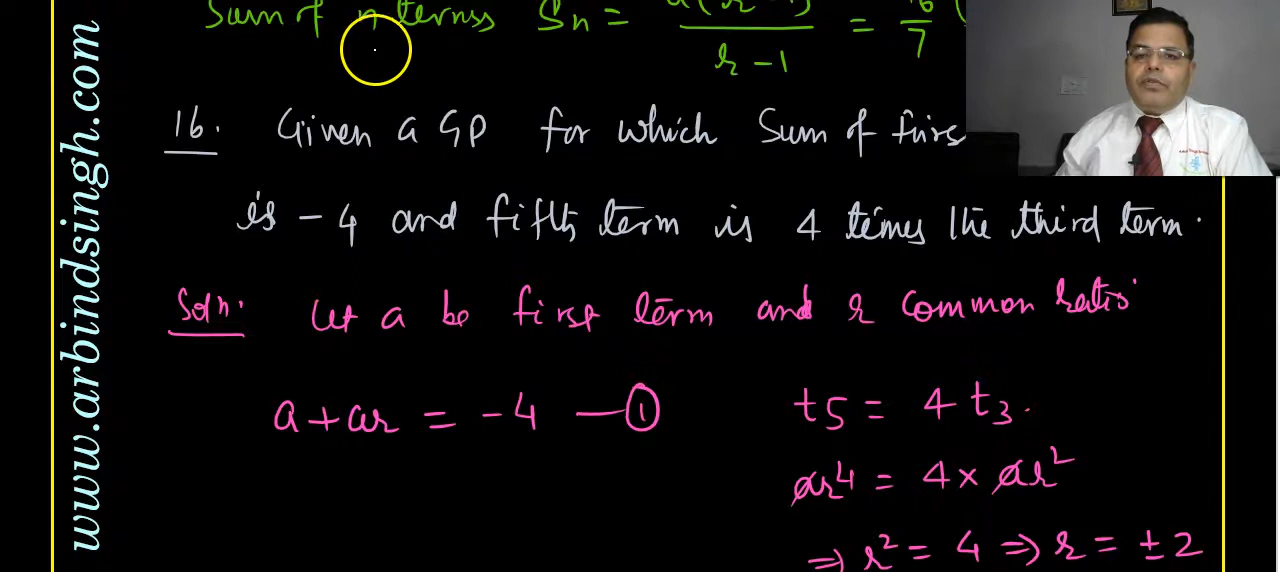 Sum of n terms Sn = = 7
r - 1
16. Given a GP for which Sum of firs
is - 4 and fifth term is 4 times the third term.
Soln. Let a be first term and r common ratio
a + ar = - 4 — ①
t5 = 4 t3.
ar⁴ = 4 × ar²
⇒ r² = 4 ⇒ r = ± 2
www.arbindsingh.com